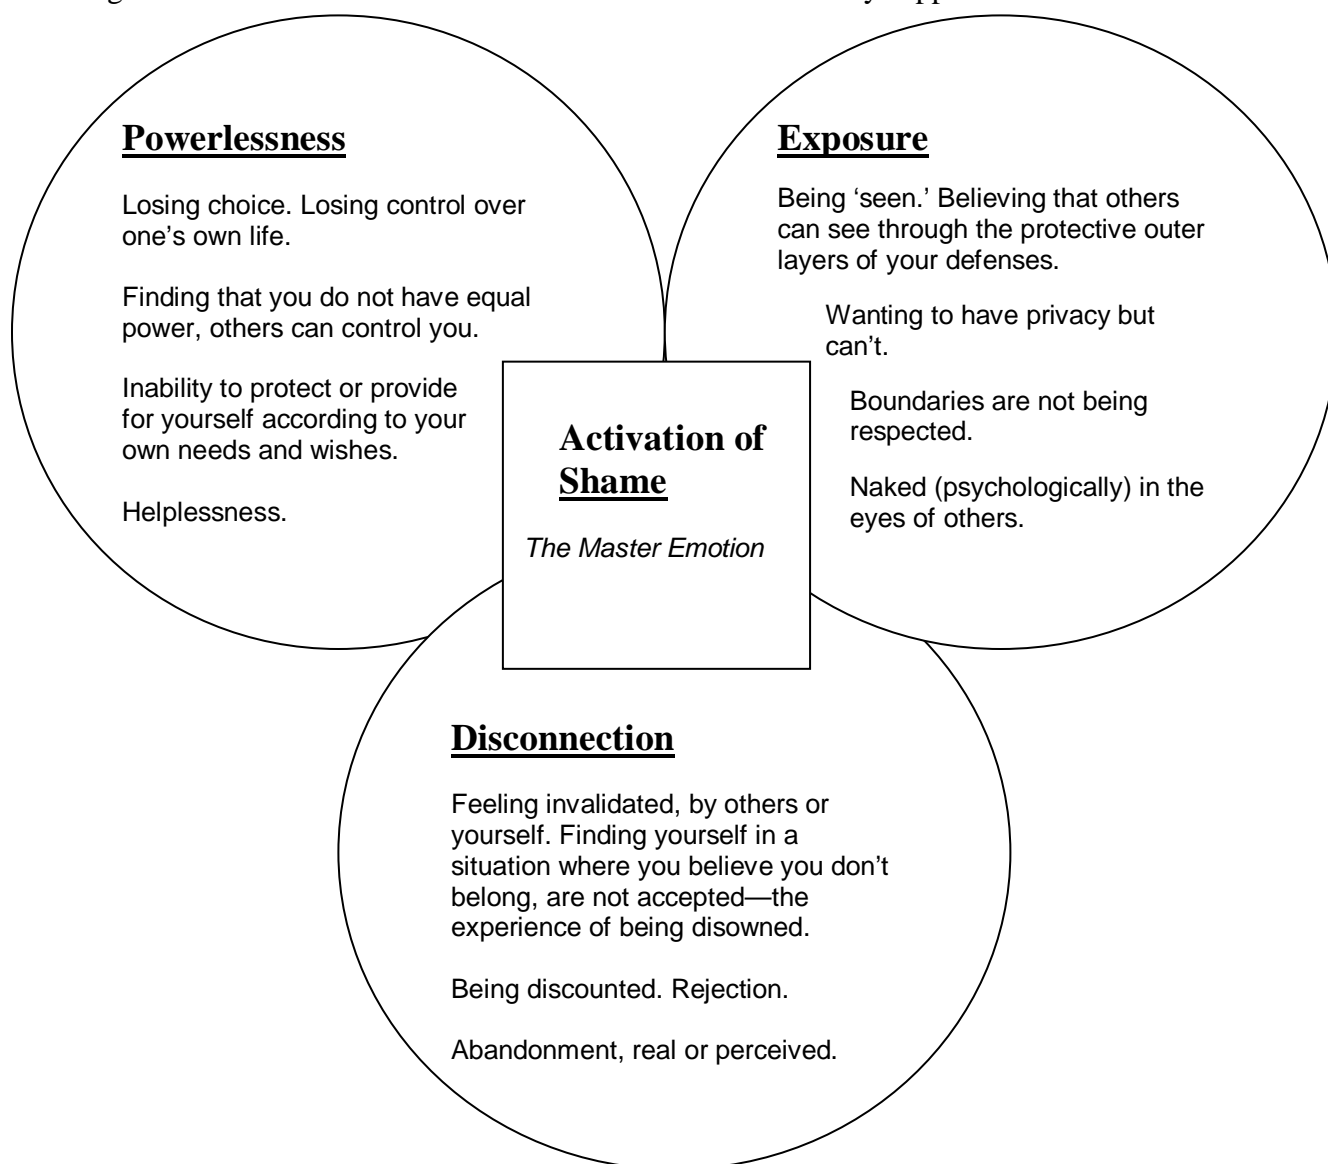 Powerlessness
Losing choice. Losing control over
one’s own life.
Finding that you do not have equal
power, others can control you.
Inability to protect or provide
for yourself according to your
own needs and wishes.
Helplessness.
Exposure
Being ‘seen.’ Believing that others
can see through the protective outer
layers of your defenses.
Wanting to have privacy but
can’t.
Boundaries are not being
respected.
Naked (psychologically) in the
eyes of others.
Activation of
Shame
The Master Emotion
Disconnection
Feeling invalidated, by others or
yourself. Finding yourself in a
situation where you believe you don’t
belong, are not accepted—the
experience of being disowned.
Being discounted. Rejection.
Abandonment, real or perceived.